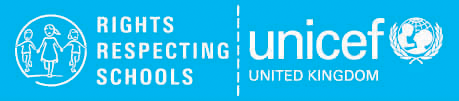 RIGHTS
RESPECTING
SCHOOLS
unicef
UNITED KINGDOM